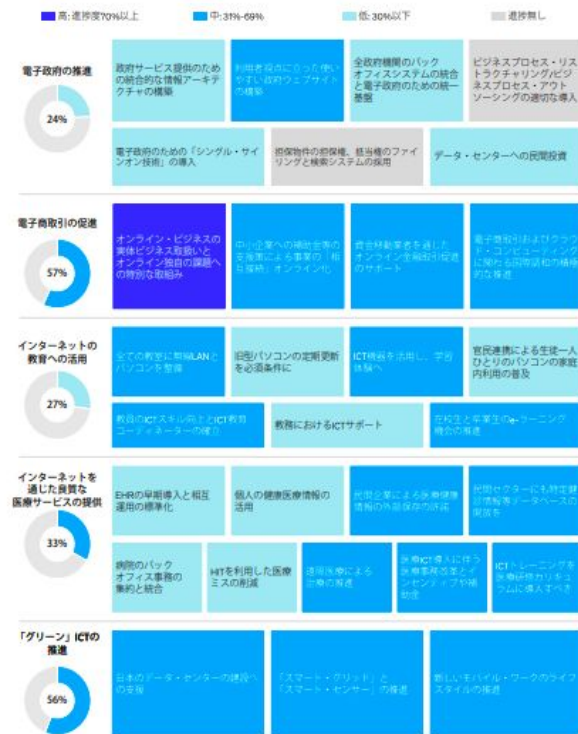 高: 進捗度70%以上
中: 31%-69%
低: 30%以下
進捗無し
電子政府の推進
24%
政府サービス提供のため
の統合的な情報アーキテ
クチャの構築
利用者視点に立った使い
やすい政府ウェブサイト
の構築
全政府機関のバック
オフィスシステムの統合
と電子政府のための統一
基盤
ビジネスプロセス・リス
トラクチャリング/ビジ
ネスプロセス・アウト
ソーシングの適切な導入
電子政府のための「シングル・サイ
ンオン技術」の導入
担保物件の担保権、抵当権のファイ
リングと検索システムの採用
データ・センターへの民間投資
電子商取引の促進
57%
オンライン・ビジネスの
実体ビジネス取扱いと
オンライン独自の課題へ
の特別な取組み
中小企業への補助金等の
支援策による事業の「相
互接続」オンライン化
資金移動業者を通じた
オンライン金融取引促進
のサポート
電子商取引およびクラウ
ド・コンピューティング
に関わる国際調和の積極
的な推進
インターネットの
教育への活用
27%
全ての教室に無線LANと
パソコンを整備
旧型パソコンの定期更新
を必須条件に
ICT機器を活用し、学習
体験へ
官民連携による生徒一人
ひとりのパソコンの家庭
内利用の普及
教員のICTスキル向上とICT教育
コーディネーターの確立
教務におけるICTサポート
在校生と卒業生のe-ラーニング
機会の推進
インターネットを
通じた良質な
医療サービスの提供
33%
EHRの早期導入と相互
運用の標準化
個人の健康医療情報の
活用
民間企業による医療健康
情報の外部保存の許諾
民間セクターにも特定健
診情報等データベースの
開放を
病院のバック
オフィス事務の
集約と統合
HITを利用した医療
ミスの削減
遠隔医療による
治療の推進
医療ICT導入に伴う
医療事務改革とイ
ンセンティブや補
助金
ICTトレーニングを
医療研修カリキュ
ラムに導入すべき
「グリーン」ICTの
推進
56%
日本のデータ・センターの建設へ
の支援
「スマート・グリッド」と
「スマート・センサー」の推進
新しいモバイル・ワークのライフ
スタイルの推進